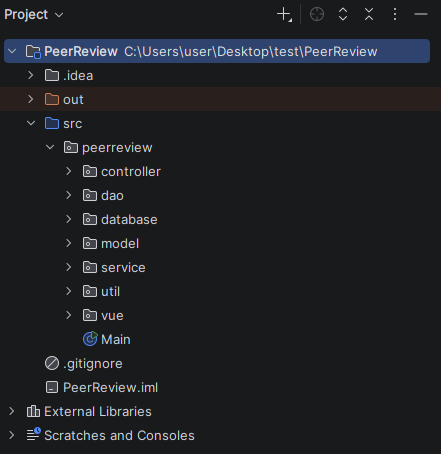 Project
PeerReview C:\Users\user\Desktop\test\PeerReview
.idea
out
src
peerreview
controller
dao
database
model
service
util
vue
Main
.gitignore
PeerReview.iml
External Libraries
Scratches and Consoles